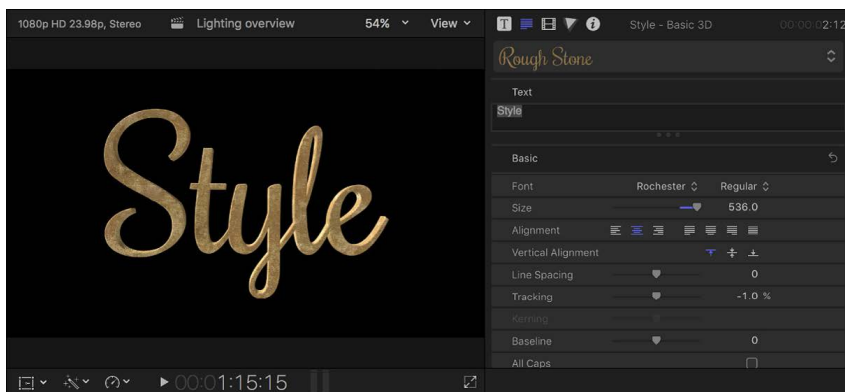 1080p HD 23.98p, Stereo
Lighting overview
54%
View
Style
00:00:01:15:15
T
i
Style - Basic 3D
00:00:02:12
Rough Stone
Text
Style
Basic
Font Rochester Regular
Size 536.0
Alignment
Vertical Alignment
Line Spacing 0
Tracking -1.0 %
Kerning
Baseline 0
All Caps